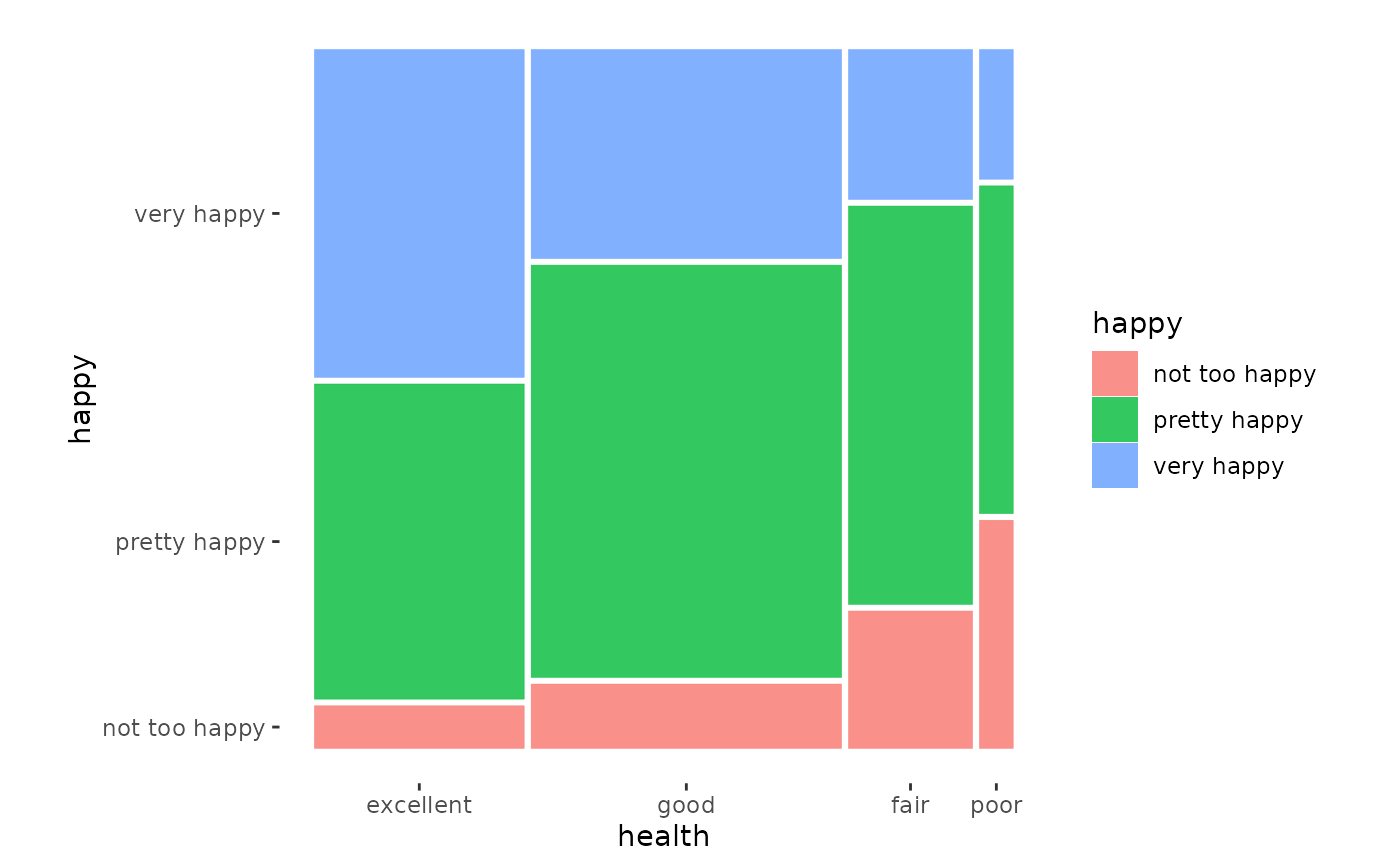 very happy
pretty happy
not too happy
happy
excellent
good
fair
poor
health
happy
not too happy
pretty happy
very happy